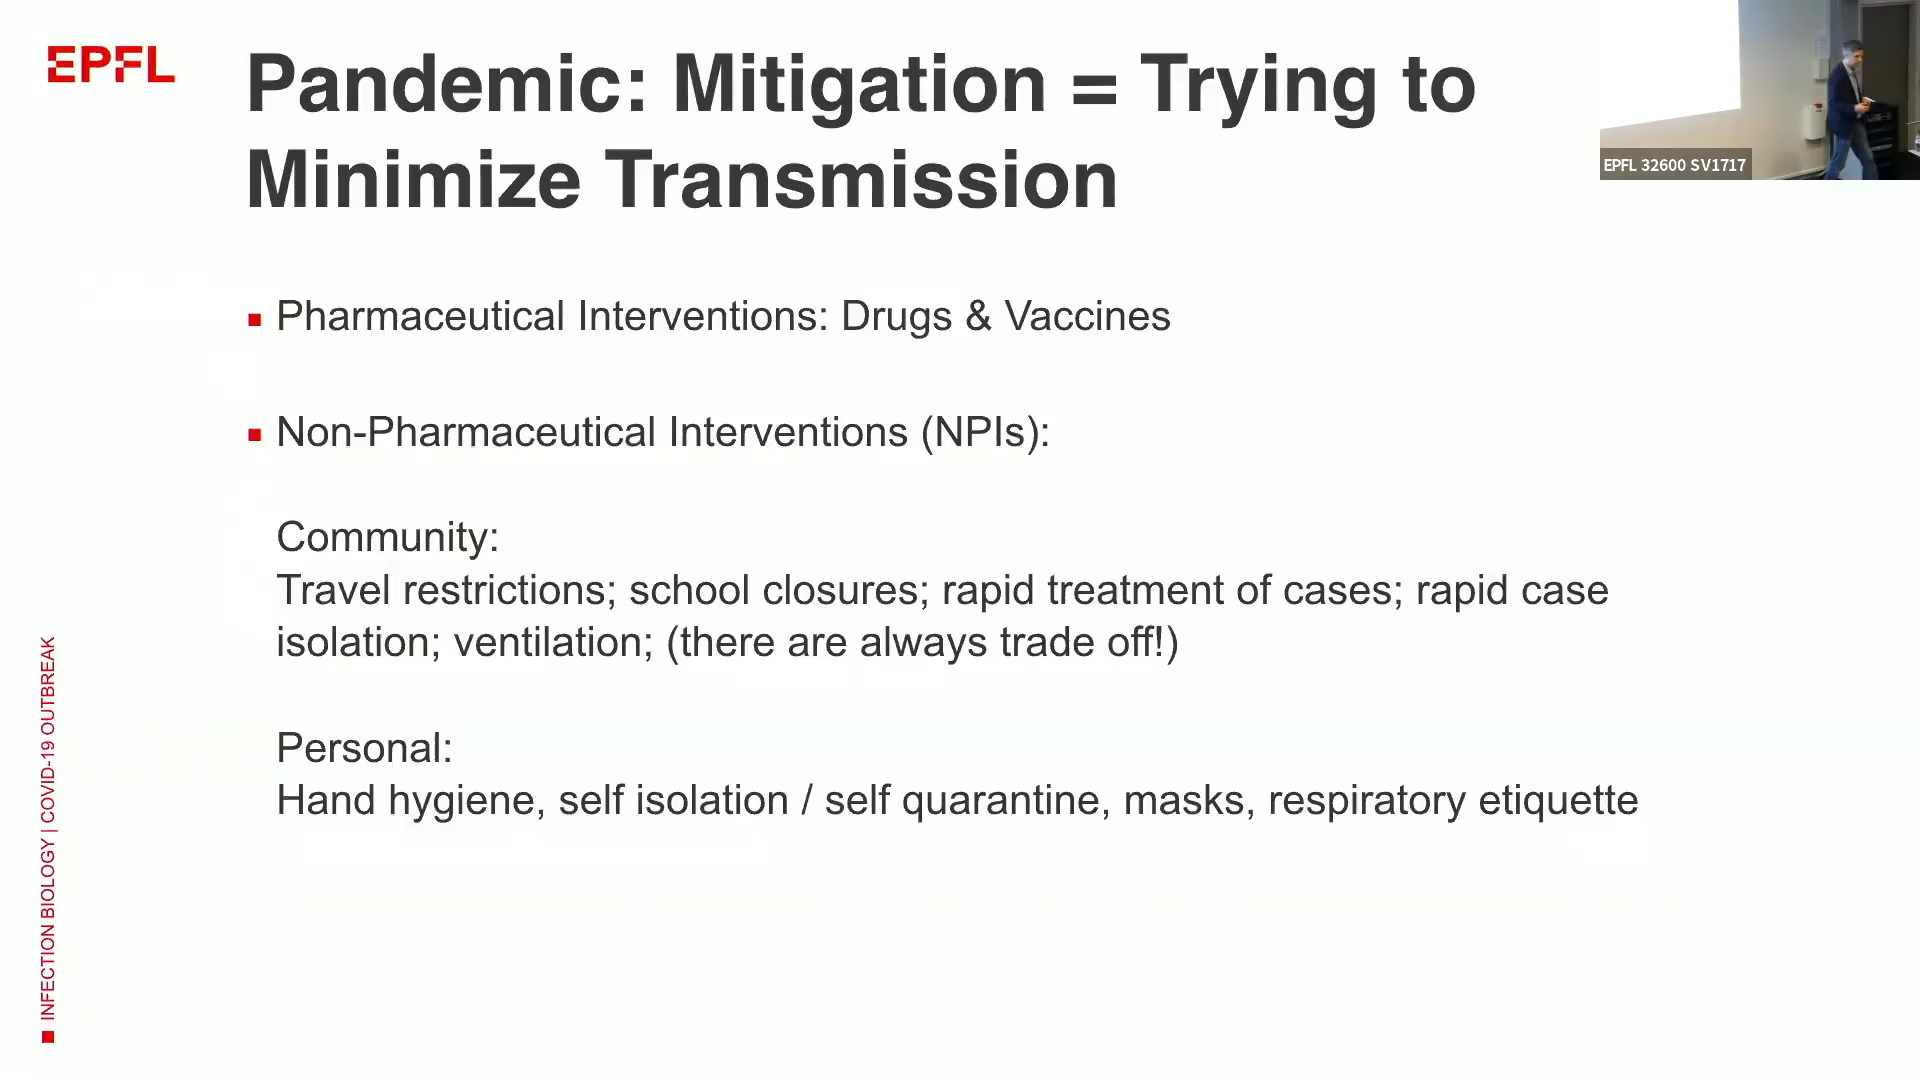 EPFL
Pandemic: Mitigation = Trying to
Minimize Transmission
EPFL 32600 SV1717
Pharmaceutical Interventions: Drugs & Vaccines
Non-Pharmaceutical Interventions (NPIs):
Community:
Travel restrictions; school closures; rapid treatment of cases; rapid case
isolation; ventilation; (there are always trade off!)
Personal:
Hand hygiene, self isolation / self quarantine, masks, respiratory etiquette
INFECTION BIOLOGY | COVID-19 OUTBREAK